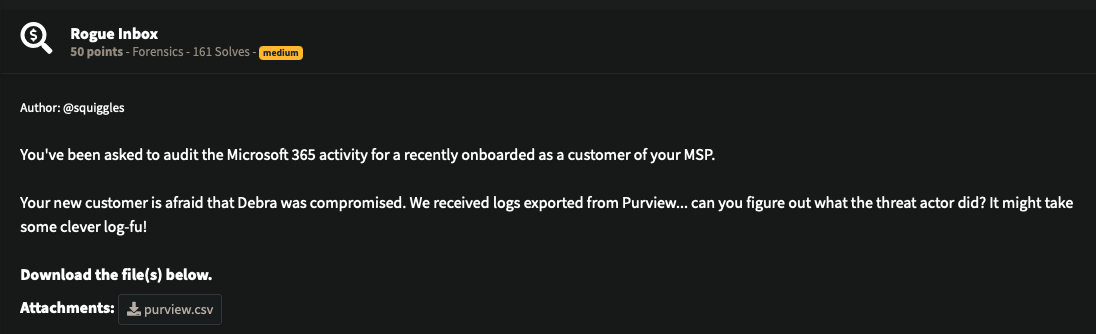 Rogue Inbox
50 points - Forensics - 161 Solves - medium
Author: @squiggles
You've been asked to audit the Microsoft 365 activity for a recently onboarded as a customer of your MSP.
Your new customer is afraid that Debra was compromised. We received logs exported from Purview... can you figure out what the threat actor did? It might take
some clever log-fu!
Download the file(s) below.
Attachments: purview.csv